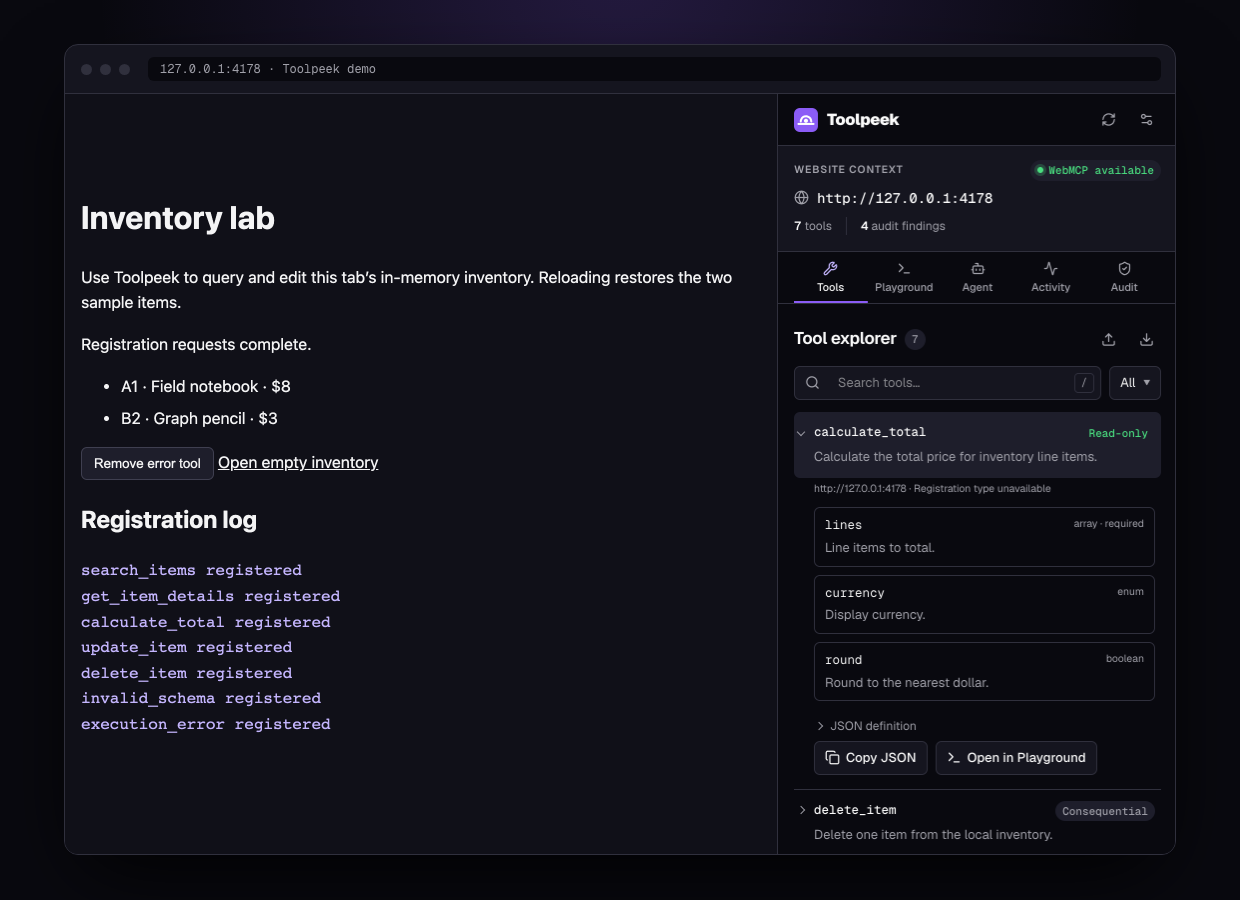 127.0.0.1:4178 · Toolpeek demo
Inventory lab
Use Toolpeek to query and edit this tab’s in-memory inventory. Reloading restores the two
sample items.
Registration requests complete.
• A1 · Field notebook · $8
• B2 · Graph pencil · $3
Remove error tool Open empty inventory
Registration log
search_items registered
get_item_details registered
calculate_total registered
update_item registered
delete_item registered
invalid_schema registered
execution_error registered
Toolpeek
WEBSITE CONTEXT WebMCP available
http://127.0.0.1:4178
7 tools 4 audit findings
Tools Playground Agent Activity Audit
Tool explorer 7
Search tools… / All
calculate_total Read-only
Calculate the total price for inventory line items.
http://127.0.0.1:4178 · Registration type unavailable
lines array · required
Line items to total.
currency enum
Display currency.
round boolean
Round to the nearest dollar.
JSON definition
Copy JSON Open in Playground
delete_item Consequential
Delete one item from the local inventory.